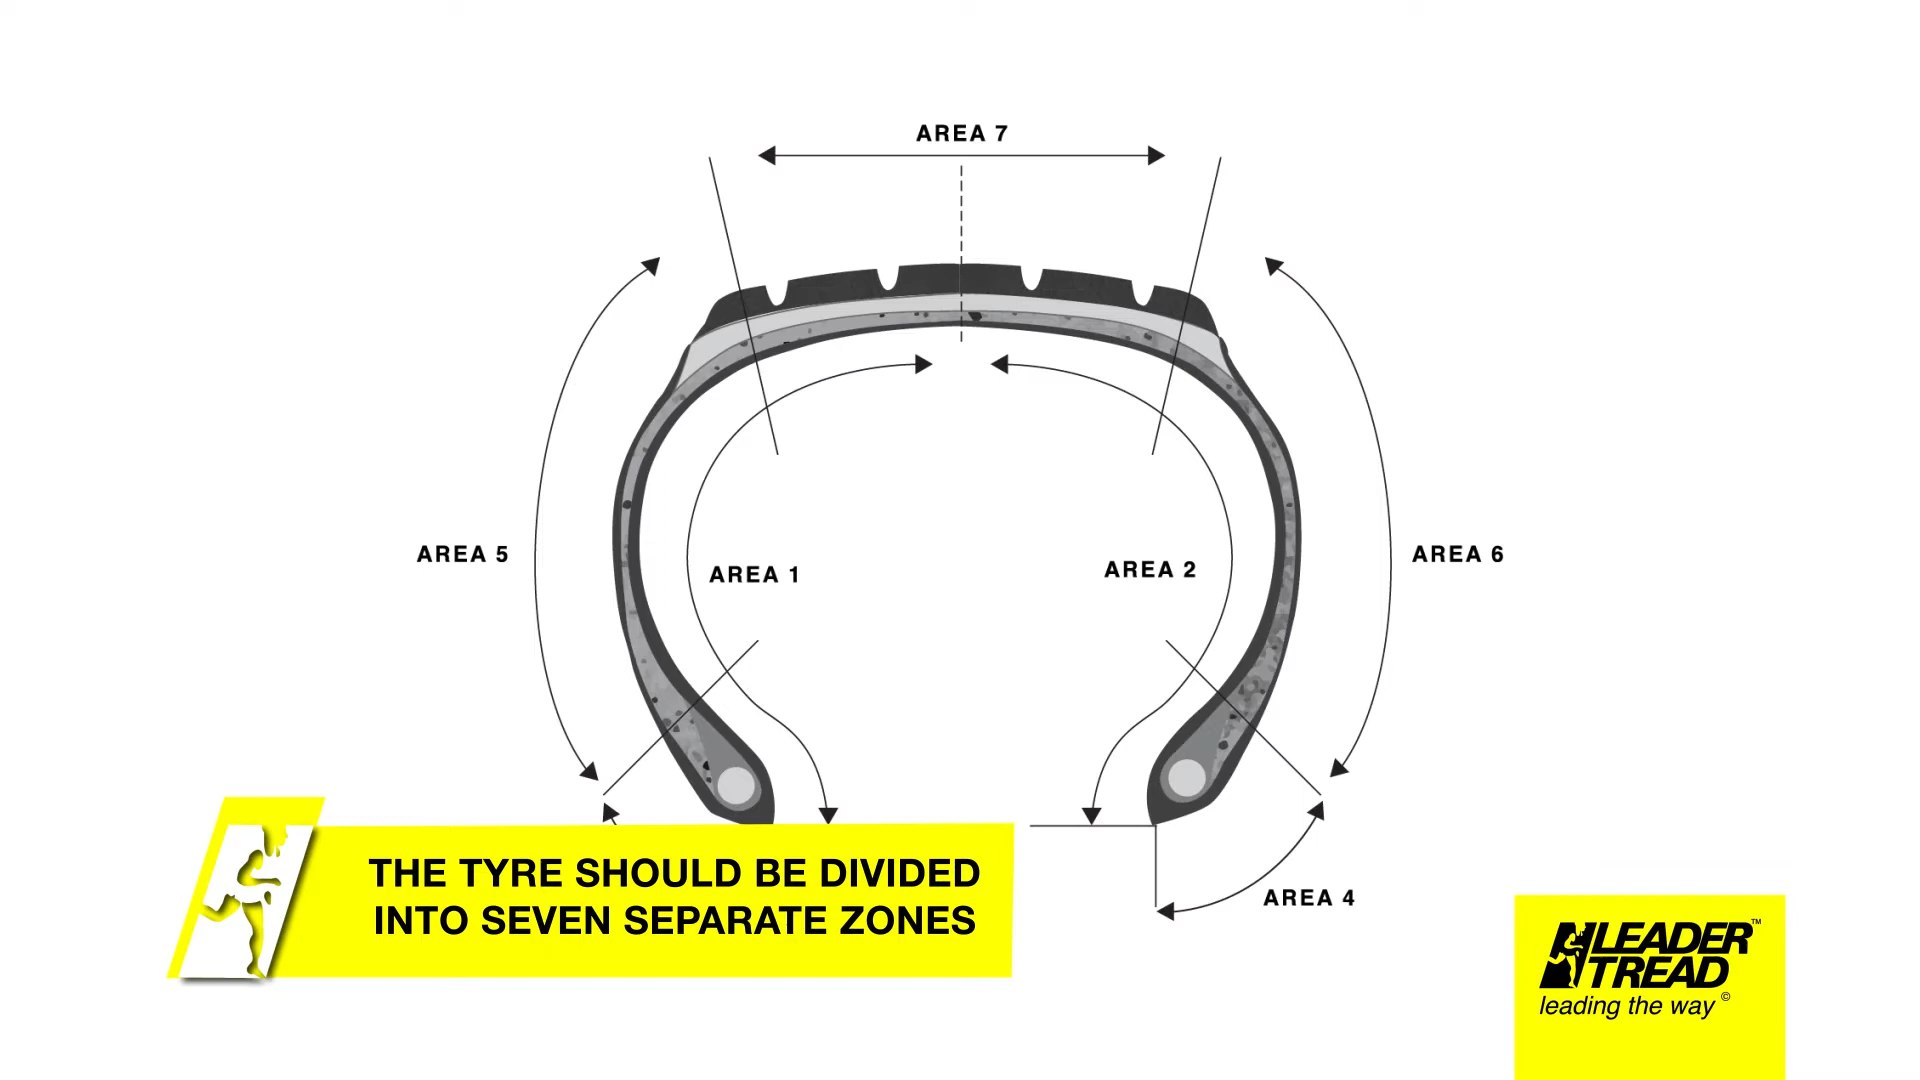 AREA 7
AREA 5
AREA 6
AREA 1
AREA 2
AREA 4
THE TYRE SHOULD BE DIVIDED
INTO SEVEN SEPARATE ZONES
LEADER™
TREAD
leading the way©